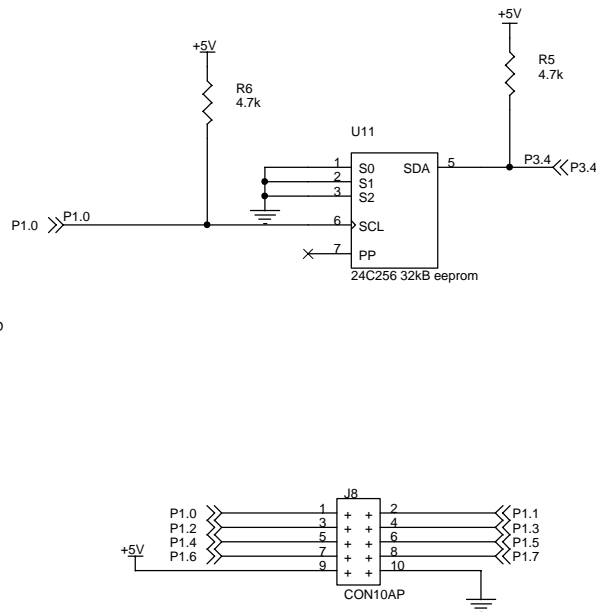 +5V
+5V
R5
4.7k
R6
4.7k
U11
1 S0 SDA 5 P3.4 P3.4
2 S1
3 S2
P1.0 P1.0 6 SCL
7 PP
24C256 32kB eeprom
J8
P1.0 1 + + 2 P1.1
P1.2 3 + + 4 P1.3
P1.4 5 + + 6 P1.5
+5V P1.6 7 + + 8 P1.7
9 + + 10
CON10AP